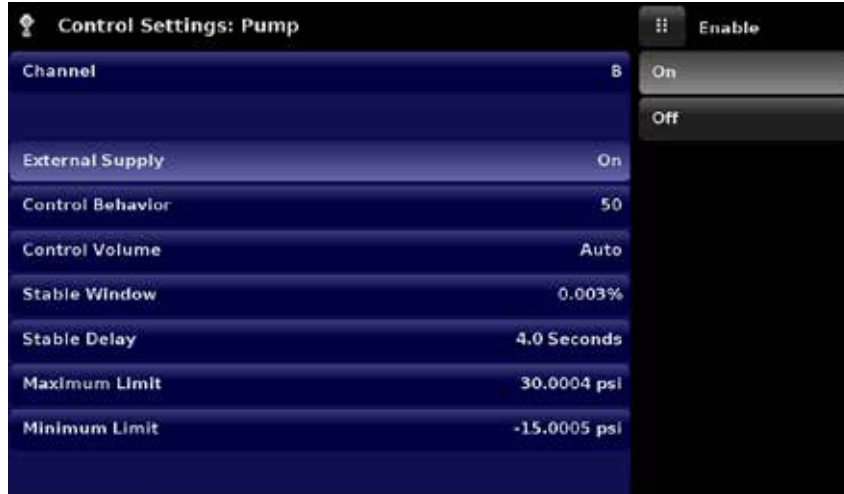 Control Settings: Pump
Enable
Channel B
On
Off
External Supply On
Control Behavior 50
Control Volume Auto
Stable Window 0.003%
Stable Delay 4.0 Seconds
Maximum Limit 30.0004 psi
Minimum Limit -15.0005 psi